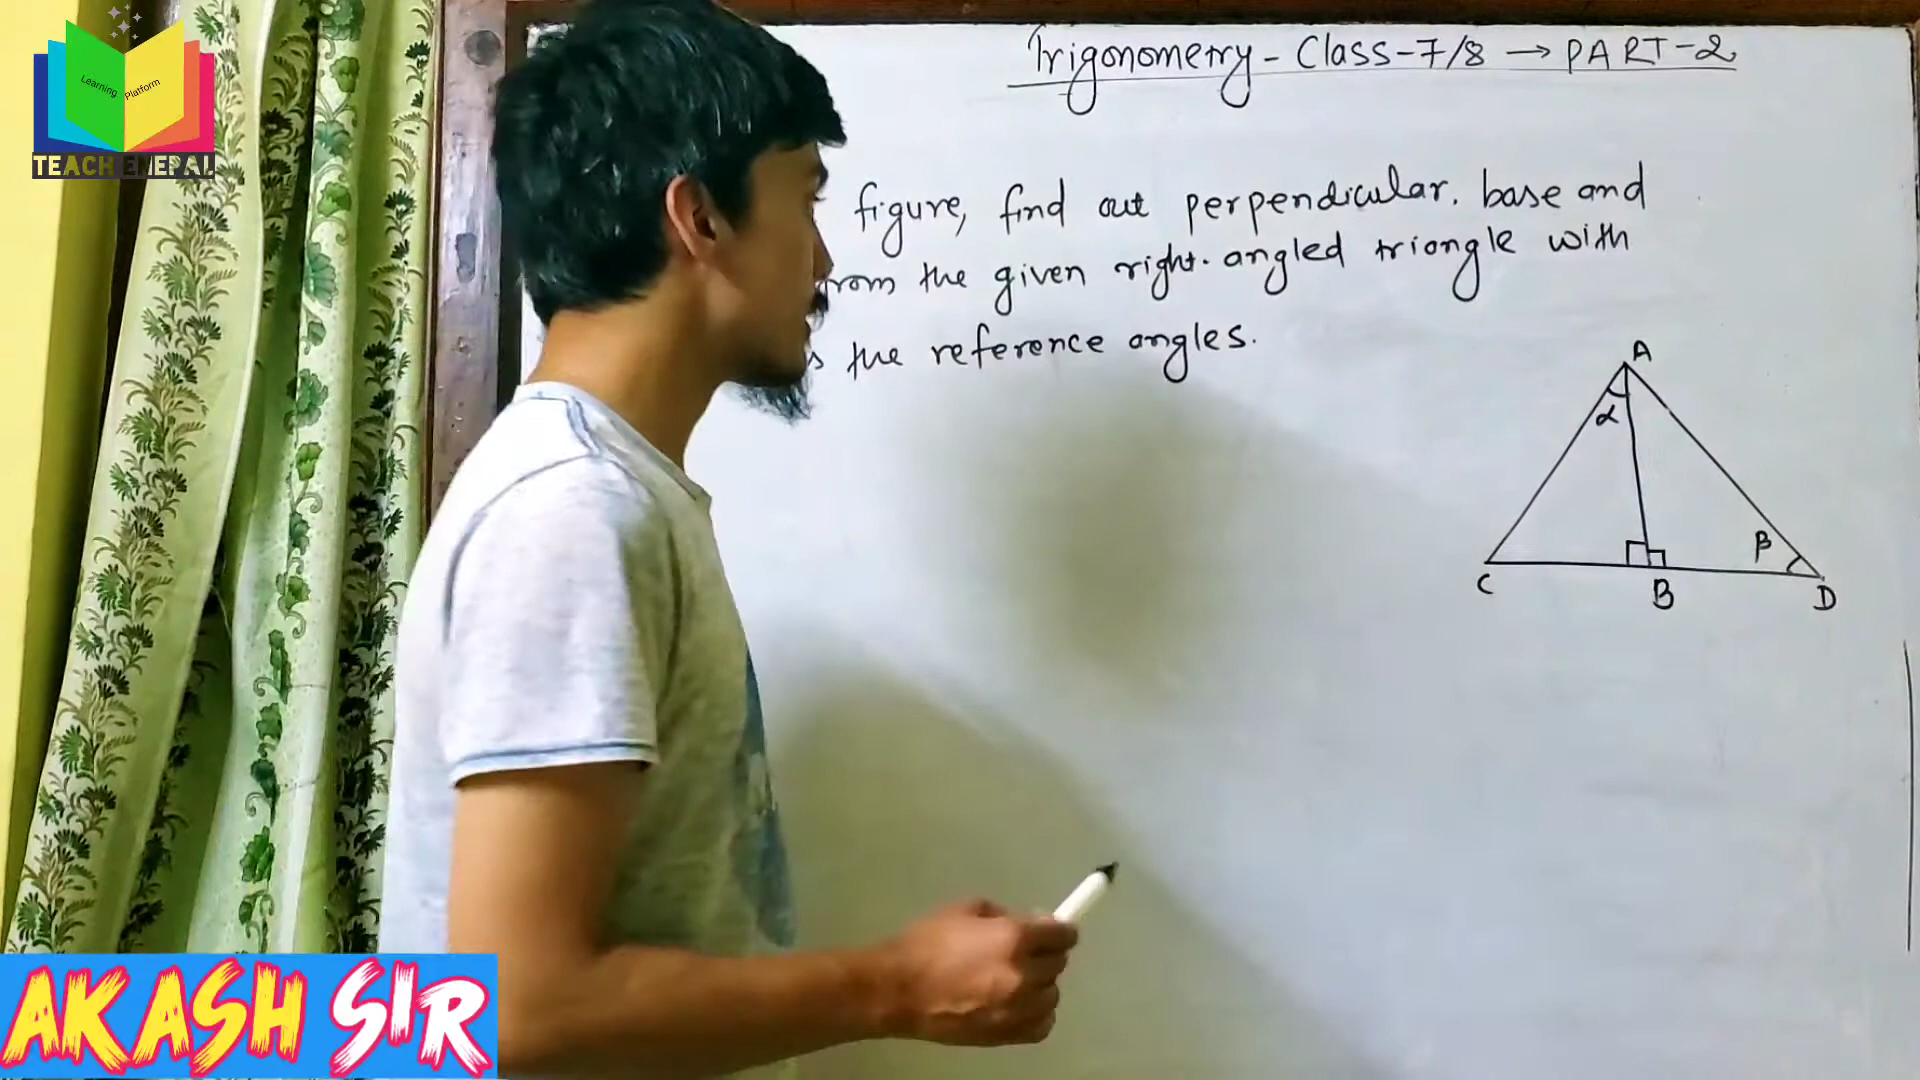 Learning Platform
TEACH ENEPAL
Trigonometry - Class-7/8 → PART-2
figure, find out perpendicular, base and
the given right-angled triangle with
the reference angles.
A
α
β
C
B
D
AKASH SIR